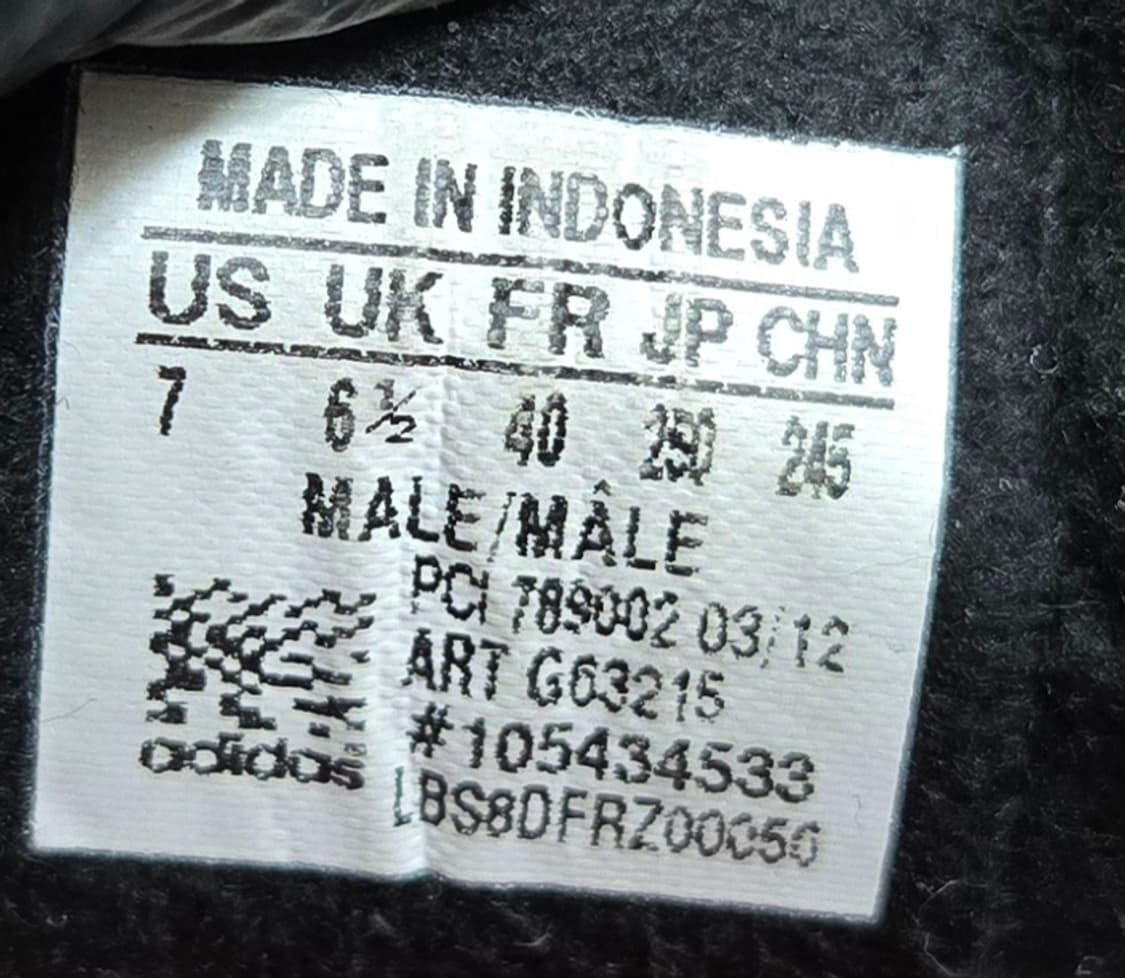 MADE IN INDONESIA
US UK FR JP CHN
7 6½ 40 250 245
MALE/MÂLE
PCI 789002 03/12
ART G63215
#105434533
adidas
LBS8DFRZ00056